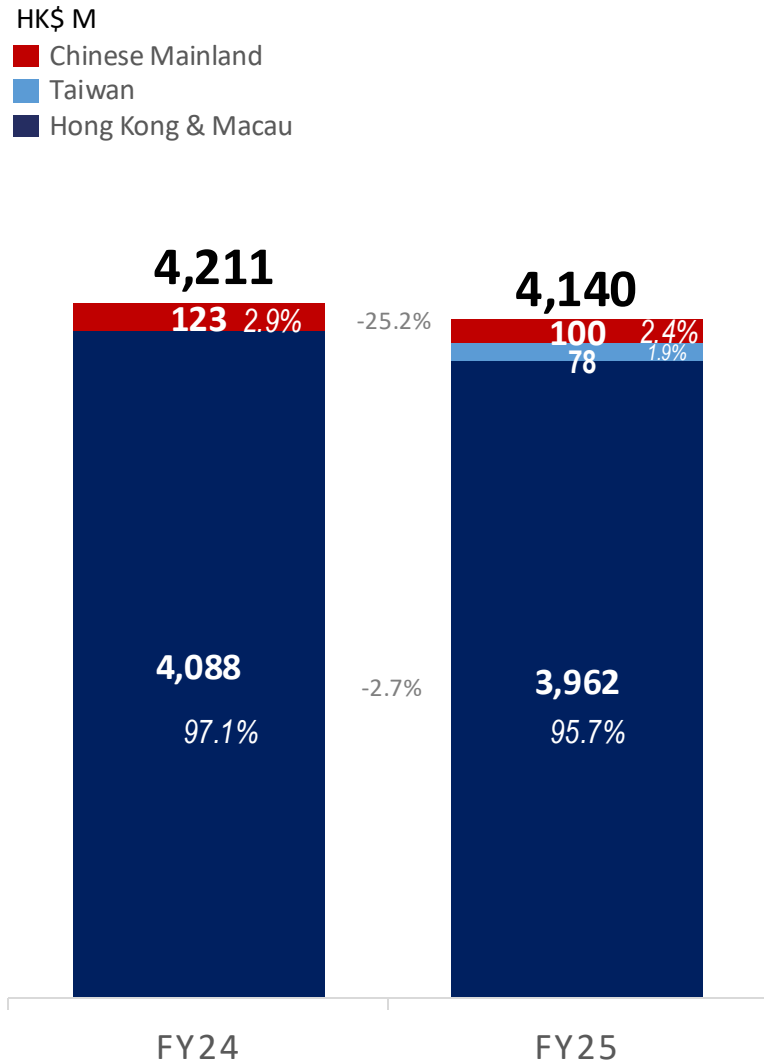 HK$ M
Chinese Mainland
Taiwan
Hong Kong & Macau
4,211
4,140
123 2.9%
-25.2%
100 2.4%
78 1.9%
4,088
97.1%
-2.7%
3,962
95.7%
FY24
FY25